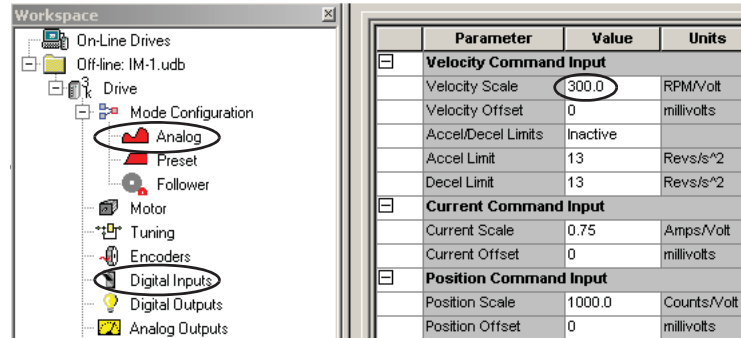 Workspace
On-Line Drives
Off-line: IM-1.udb
Drive
Mode Configuration
Analog
Preset
Follower
Motor
Tuning
Encoders
Digital Inputs
Digital Outputs
Analog Outputs
Parameter Value Units
Velocity Command Input
Velocity Scale 300.0 RPM/Volt
Velocity Offset 0 millivolts
Accel/Decel Limits Inactive
Accel Limit 13 Revs/s^2
Decel Limit 13 Revs/s^2
Current Command Input
Current Scale 0.75 Amps/Volt
Current Offset 0 millivolts
Position Command Input
Position Scale 1000.0 Counts/Volt
Position Offset 0 millivolts